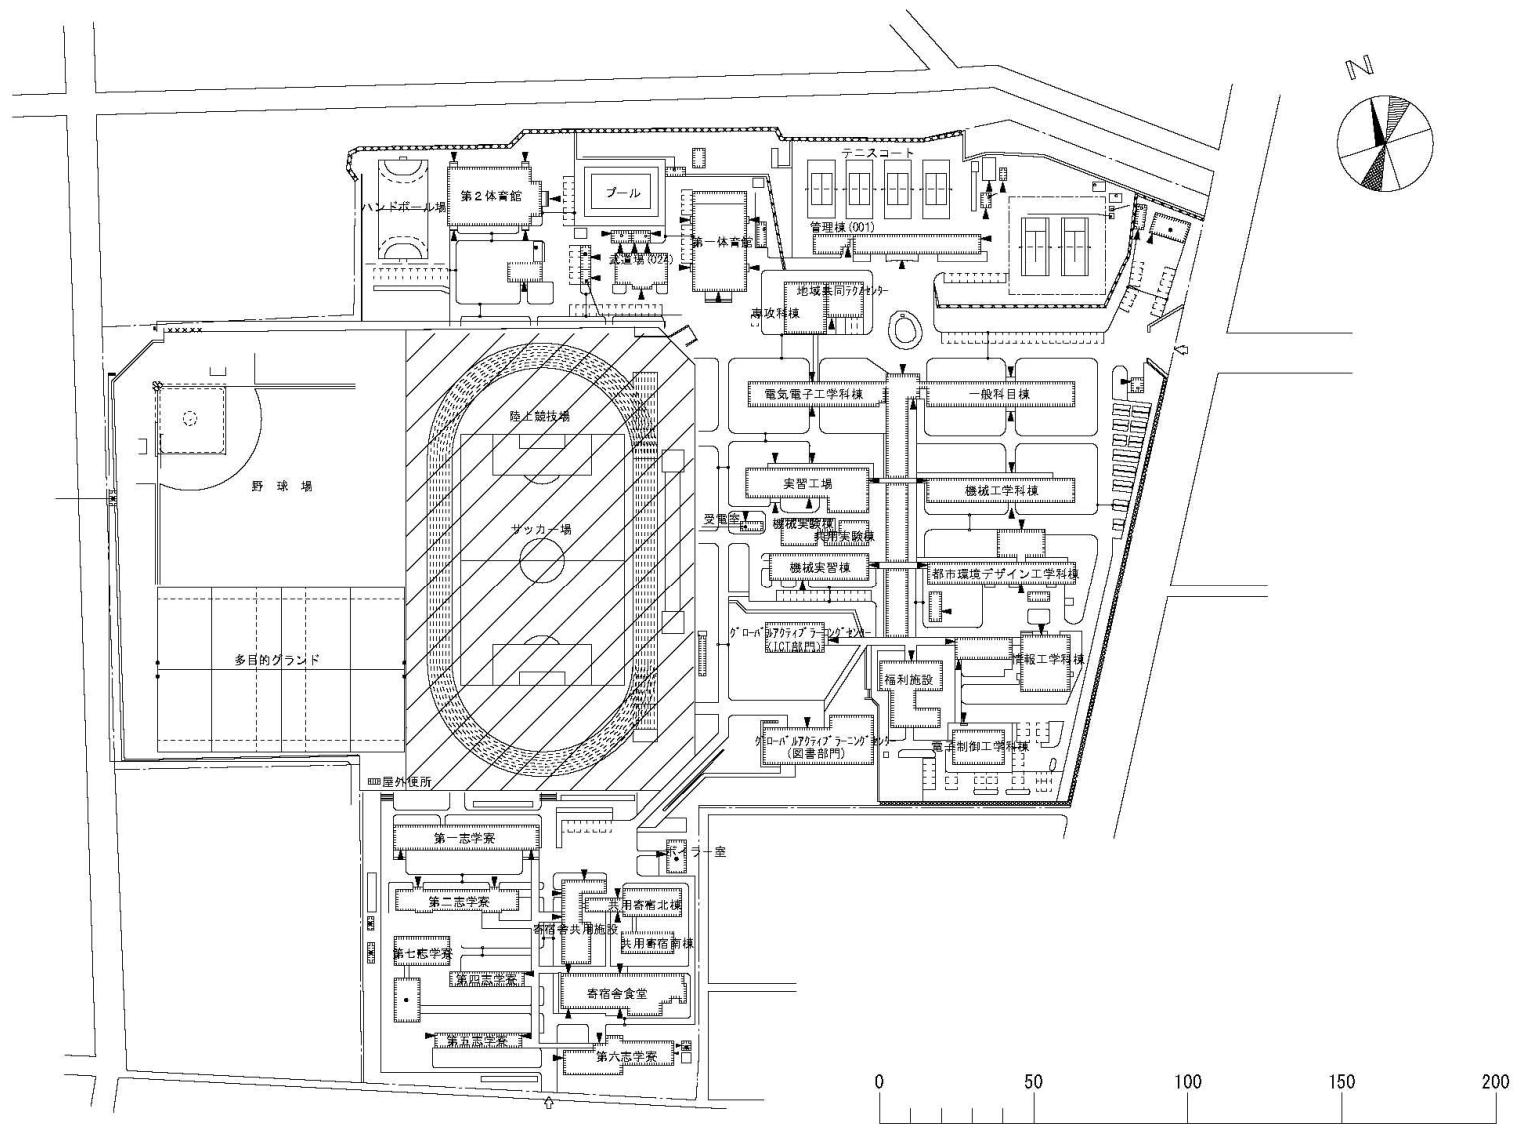 N
テニスコート
第2体育館
プール
ハンドボール場
管理棟(001)
第一体育館
武道場(022)
地域共同テクノセンター
専攻科棟
電気電子工学科棟
一般科目棟
陸上競技場
野球場
実習工場
機械工学科棟
受電室
機械実験棟
サッカー場
共用実験棟
機械実習棟
都市環境デザイン工学科棟
グローバルアクティブラーニングセンター
(ICT部門)
多目的グランド
情報工学科棟
福利施設
グローバルアクティブラーニングセンター
(図書部門)
電子制御工学科棟
屋外便所
第一志学寮
ボイラー室
第二志学寮
共用寄宿北棟
寄宿舎共用施設
共用寄宿南棟
第七志学寮
第四志学寮
寄宿舎食堂
第五志学寮
第六志学寮
0 50 100 150 200